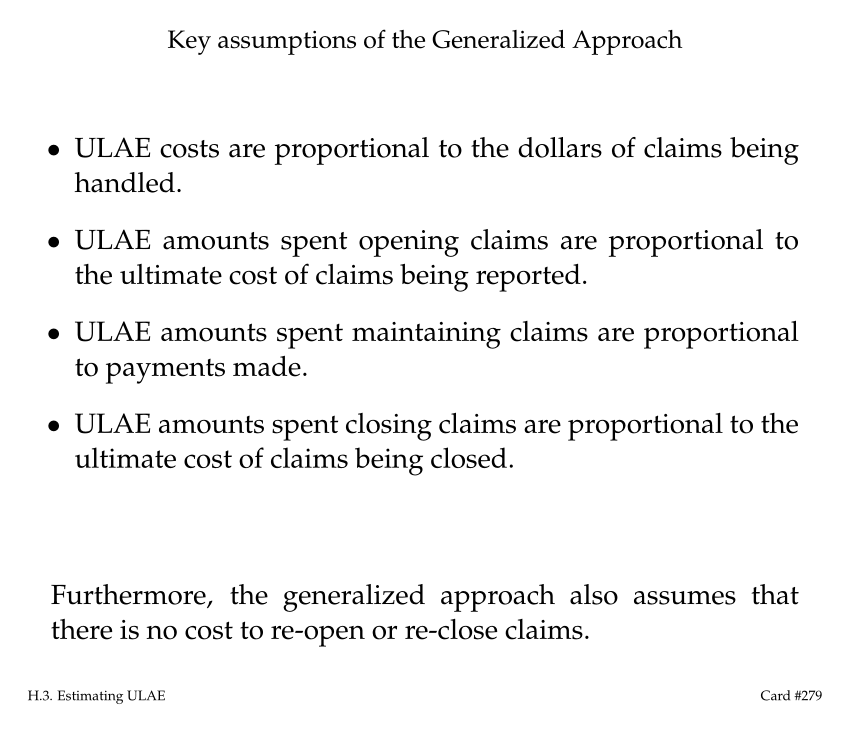 Key assumptions of the Generalized Approach
• ULAE costs are proportional to the dollars of claims being
handled.
• ULAE amounts spent opening claims are proportional to
the ultimate cost of claims being reported.
• ULAE amounts spent maintaining claims are proportional
to payments made.
• ULAE amounts spent closing claims are proportional to the
ultimate cost of claims being closed.
Furthermore, the generalized approach also assumes that
there is no cost to re-open or re-close claims.
H.3. Estimating ULAE
Card #279